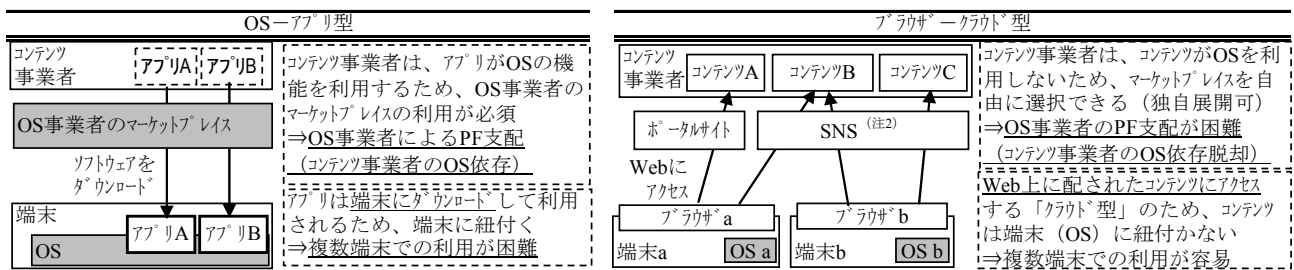 OS－ｱﾌﾟﾘ型
ｺﾝﾃﾝﾂ
事業者
ｱﾌﾟﾘA
ｱﾌﾟﾘB
OS事業者のﾏｰｹｯﾄﾌﾟﾚｲｽ
ｿﾌﾄｳｪｱを
ﾀﾞｳﾝﾛｰﾄﾞ
端末
ｱﾌﾟﾘA
ｱﾌﾟﾘB
OS
ｺﾝﾃﾝﾂ事業者は、ｱﾌﾟﾘがOSの機
能を利用するため、OS事業者の
ﾏｰｹｯﾄﾌﾟﾚｲｽの利用が必須
⇒OS事業者によるPF支配
（ｺﾝﾃﾝﾂ事業者のOS依存）
ｱﾌﾟﾘは端末にﾀﾞｳﾝﾛｰﾄﾞして利用
されるため、端末に紐付く
⇒複数端末での利用が困難
ﾌﾞﾗｳｻﾞ－ｸﾗｳﾄﾞ型
ｺﾝﾃﾝﾂ
事業者
ｺﾝﾃﾝﾂA
ｺﾝﾃﾝﾂB
ｺﾝﾃﾝﾂC
ﾎﾟｰﾀﾙｻｲﾄ
SNS（注2）
Webに
ｱｸｾｽ
ﾌﾞﾗｳｻﾞa
ﾌﾞﾗｳｻﾞb
端末a
OS a
端末b
OS b
ｺﾝﾃﾝﾂ事業者は、ｺﾝﾃﾝﾂがOSを利
用しないため、ﾏｰｹｯﾄﾌﾟﾚｲｽを自
由に選択できる（独自展開可）
⇒OS事業者のPF支配が困難
（ｺﾝﾃﾝﾂ事業者のOS依存脱却）
Web上に配されたｺﾝﾃﾝﾂにｱｸｾｽ
する「ｸﾗｳﾄﾞ型」のため、ｺﾝﾃﾝﾂ
は端末（OS）に紐付かない
⇒複数端末での利用が容易